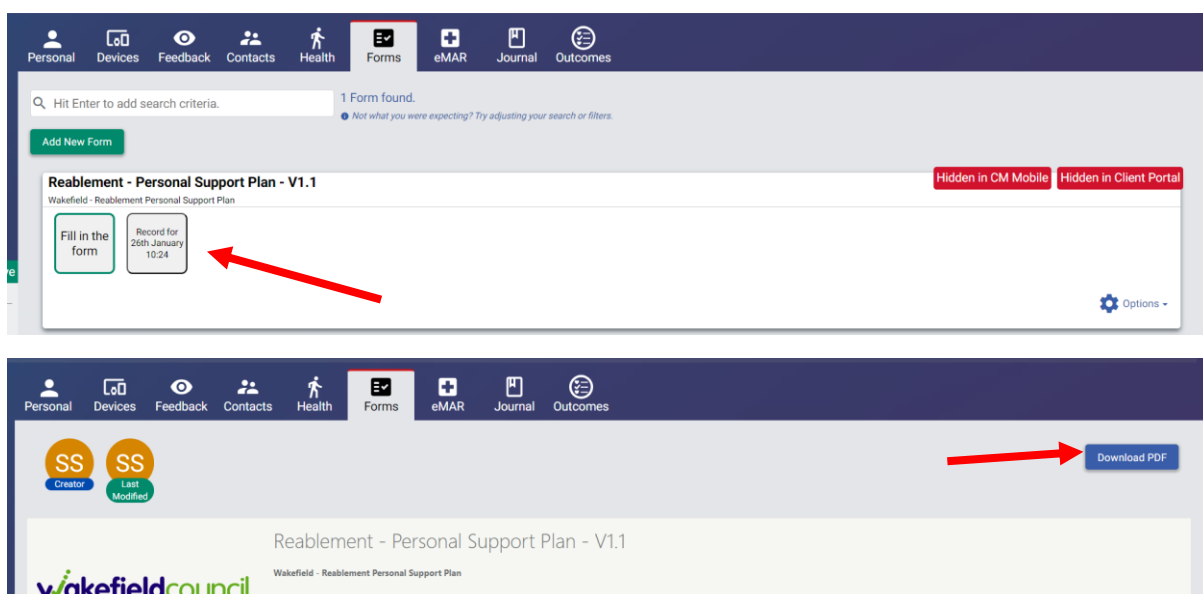 Personal Devices Feedback Contacts Health Forms eMAR Journal Outcomes
Hit Enter to add search criteria.
1 Form found.
Not what you were expecting? Try adjusting your search or filters.
Add New Form
Reablement - Personal Support Plan - V1.1
Hidden in CM Mobile Hidden in Client Portal
Wakefield - Reablement Personal Support Plan
Fill in the
form
Record for
26th January
10:24
Options
Personal Devices Feedback Contacts Health Forms eMAR Journal Outcomes
SS SS
Creator
Last
Modified
Download PDF
Reablement - Personal Support Plan - V1.1
Wakefield - Reablement Personal Support Plan
wakefieldcouncil